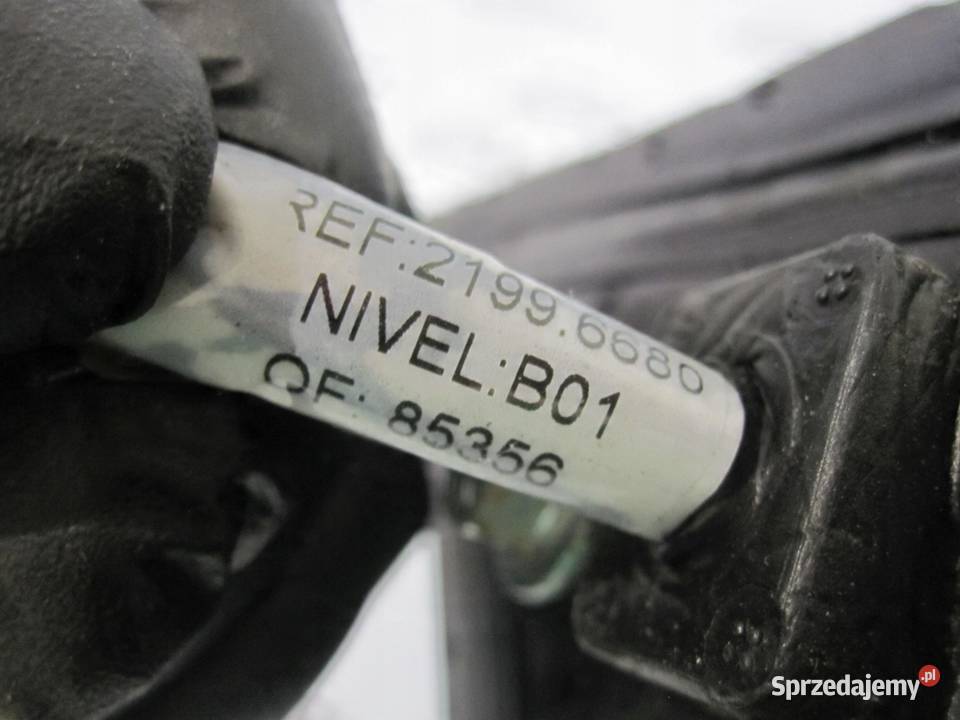 REF:2199.6680
NIVEL:B01
OF: 85356
Sprzedajemy.pl